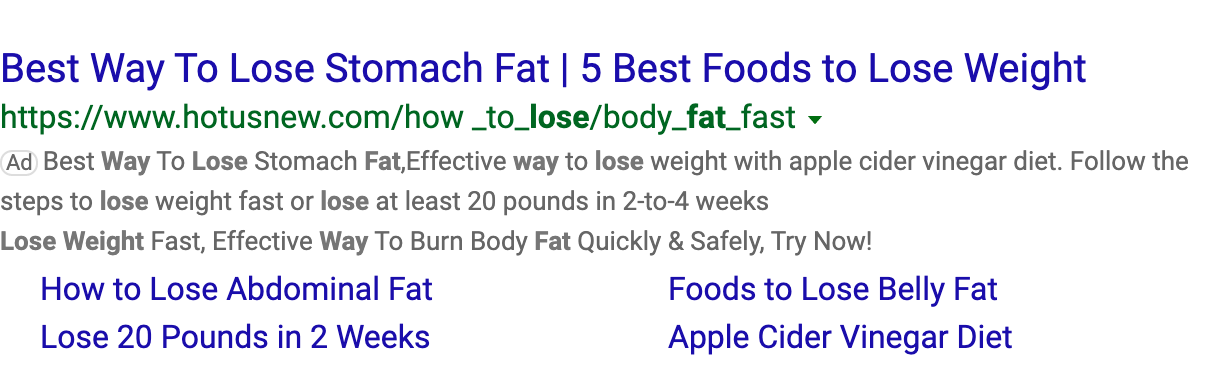 Best Way To Lose Stomach Fat | 5 Best Foods to Lose Weight
https://www.hotusnew.com/how _to_lose/body_fat_fast
Ad Best Way To Lose Stomach Fat,Effective way to lose weight with apple cider vinegar diet. Follow the
steps to lose weight fast or lose at least 20 pounds in 2-to-4 weeks
Lose Weight Fast, Effective Way To Burn Body Fat Quickly & Safely, Try Now!
How to Lose Abdominal Fat Foods to Lose Belly Fat
Lose 20 Pounds in 2 Weeks Apple Cider Vinegar Diet